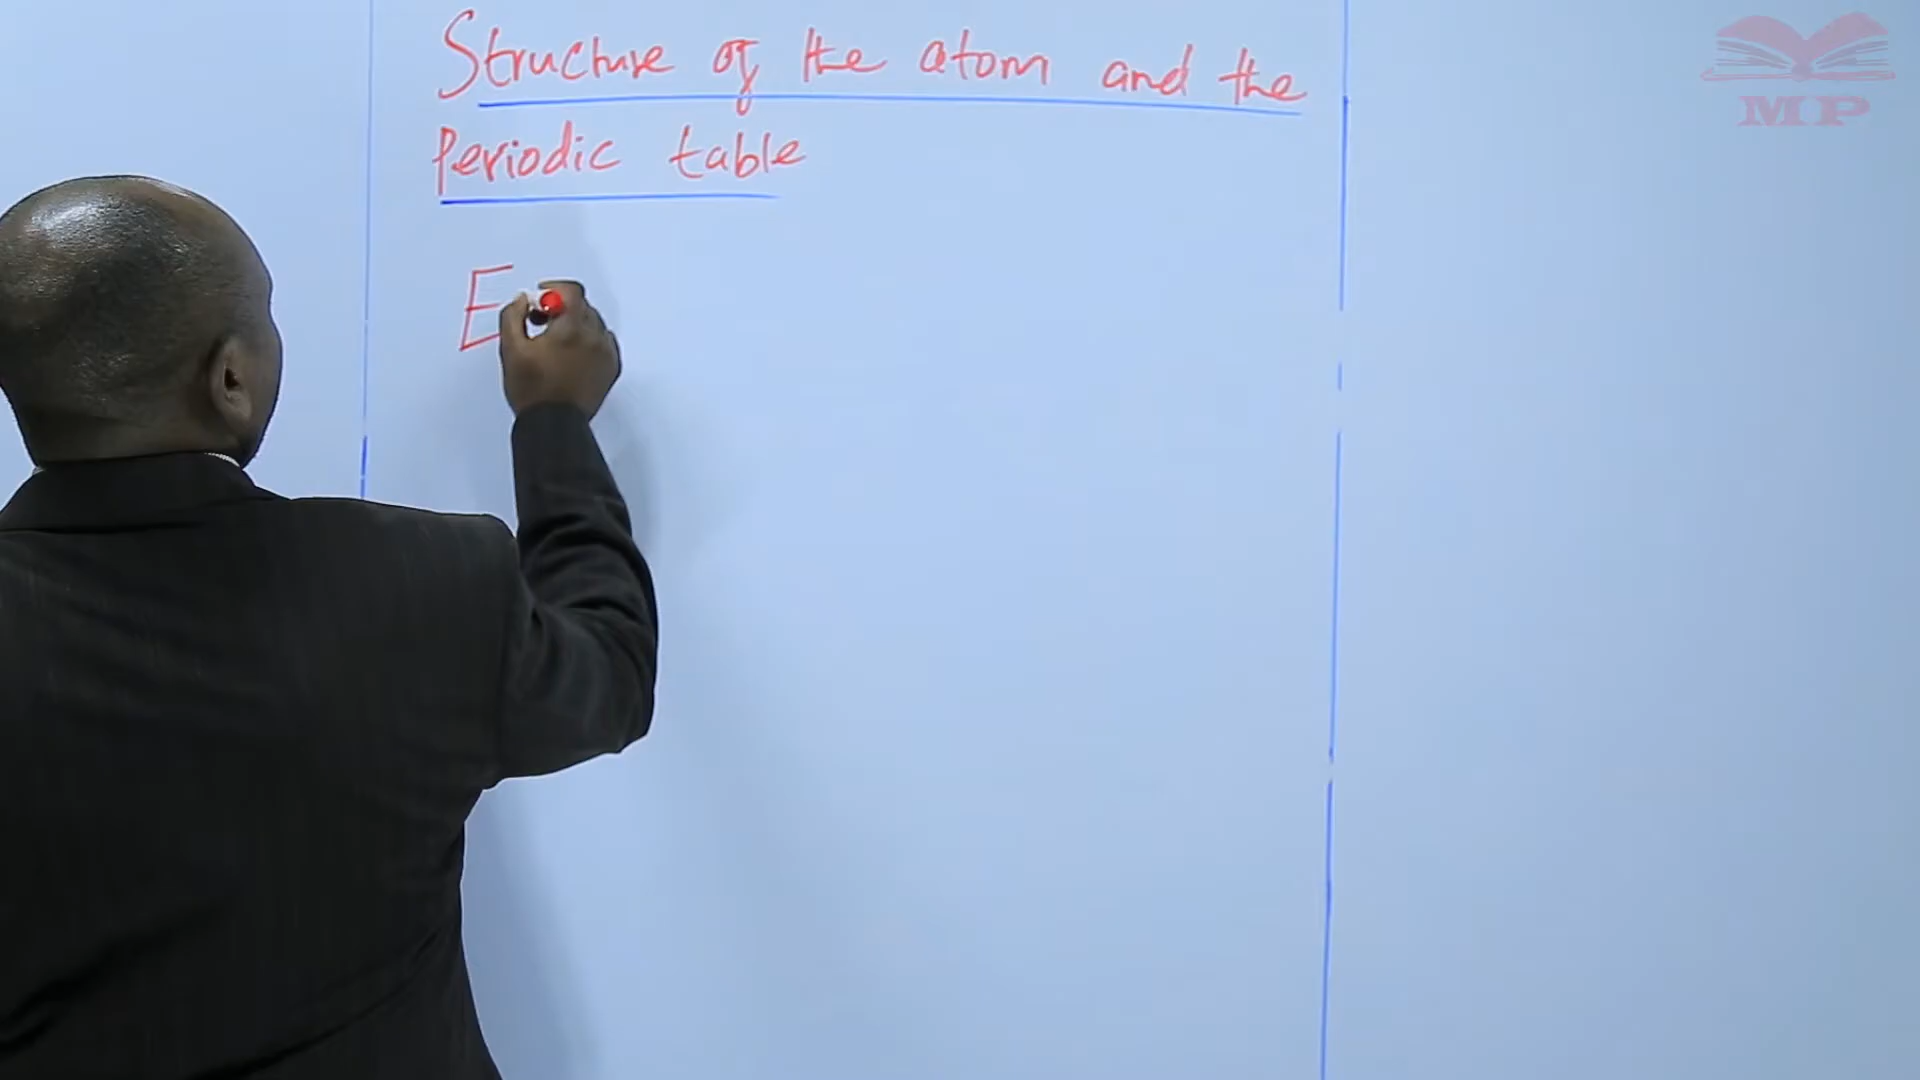 Structure of the atom and the
Periodic table
E
MP